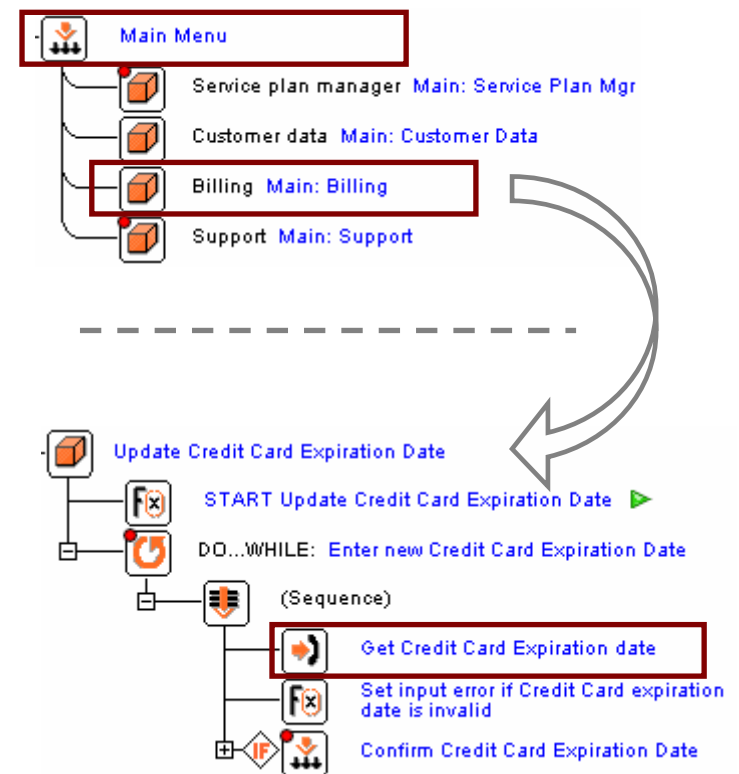 Main Menu
Service plan manager Main: Service Plan Mgr
Customer data Main: Customer Data
Billing Main: Billing
Support Main: Support
Update Credit Card Expiration Date
F(x) START Update Credit Card Expiration Date
DO...WHILE: Enter new Credit Card Expiration Date
(Sequence)
Get Credit Card Expiration date
F(x) Set input error if Credit Card expiration
date is invalid
IF Confirm Credit Card Expiration Date